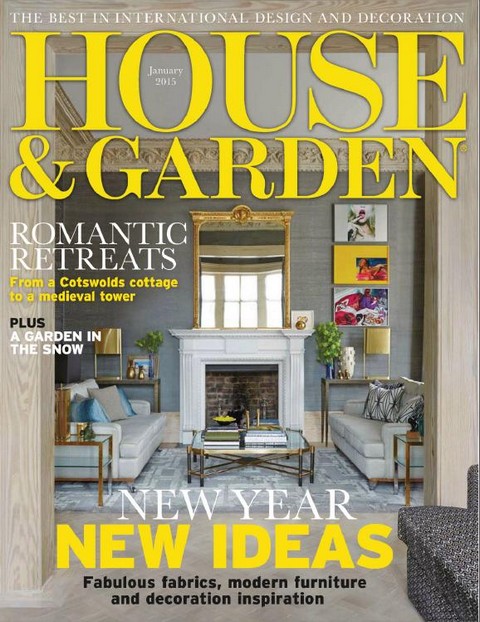 THE BEST IN INTERNATIONAL DESIGN AND DECORATION
HOUSE
January
2015
& GARDEN
ROMANTIC
RETREATS
From a Cotswolds cottage
to a medieval tower
PLUS
A GARDEN IN
THE SNOW
NEW YEAR
NEW IDEAS
Fabulous fabrics, modern furniture
and decoration inspiration